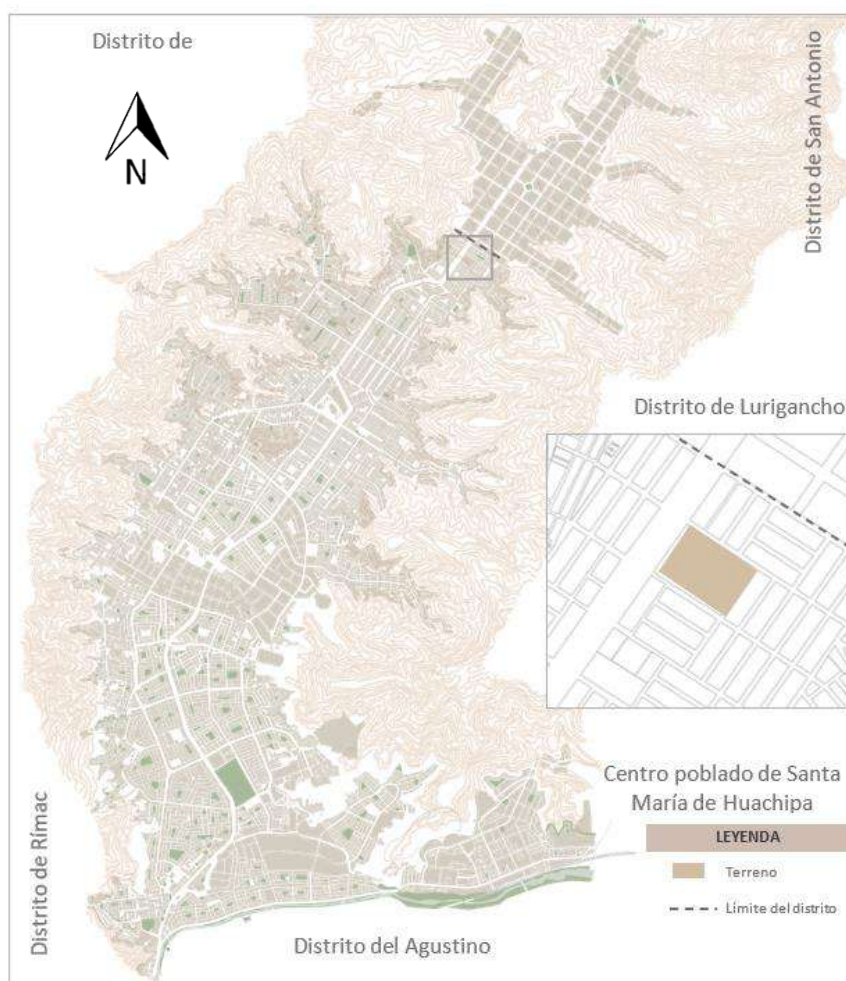 Distrito de
N
Distrito de San Antonio
Distrito de Lurigancho
Centro poblado de Santa
María de Huachipa
LEYENDA
Terreno
Límite del distrito
Distrito de Rímac
Distrito del Agustino